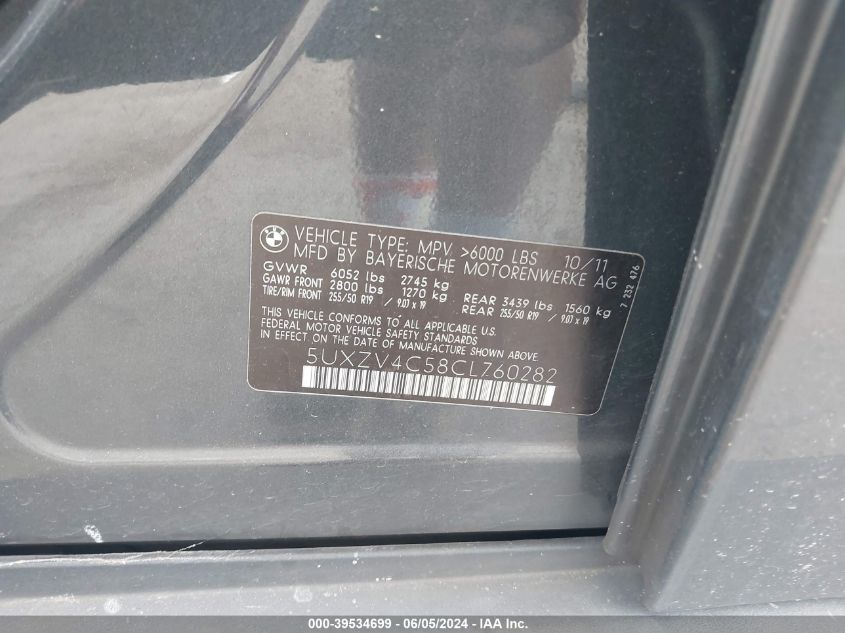 BMW
VEHICLE TYPE: MPV >6000 LBS 10/11
MFD BY BAYERISCHE MOTORENWERKE AG
GVWR 6052 lbs 2745 kg
GAWR FRONT 2800 lbs 1270 kg REAR 3439 lbs 1560 kg
TIRE/RIM FRONT 255/50 R19 / 9.0J x 19 REAR 255/50 R19 / 9.0J x 19
THIS VEHICLE CONFORMS TO ALL APPLICABLE U.S.
FEDERAL MOTOR VEHICLE SAFETY STANDARDS
IN EFFECT ON THE DATE OF MANUFACTURE SHOWN ABOVE.
5UXZV4C58CL760282
7 232 476
000-39534699 - 06/05/2024 - IAAI.COM